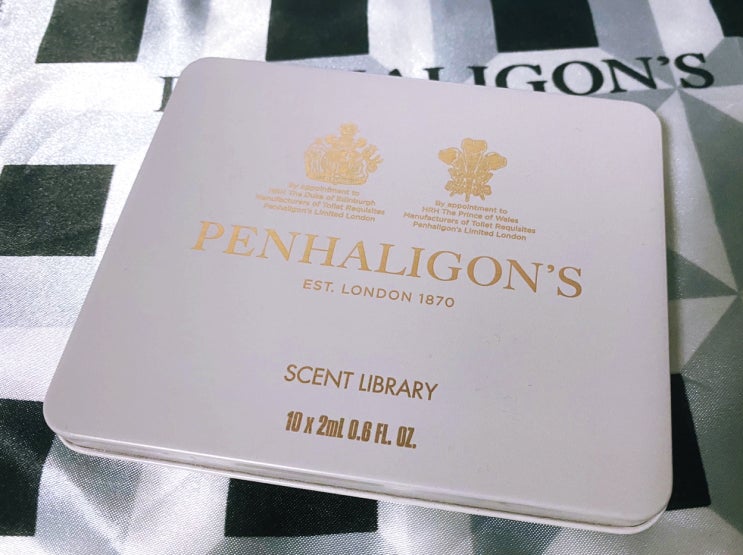 PENHALIGON'S
By appointment to
HRH The Duke of Edinburgh
Manufacturers of Toilet Requisites
Penhaligon's Limited London
By appointment to
HRH The Prince of Wales
Manufacturers of Toilet Requisites
Penhaligon's Limited London
PENHALIGON'S
EST. LONDON 1870
SCENT LIBRARY
10 x 2mL 0.6 FL. OZ.